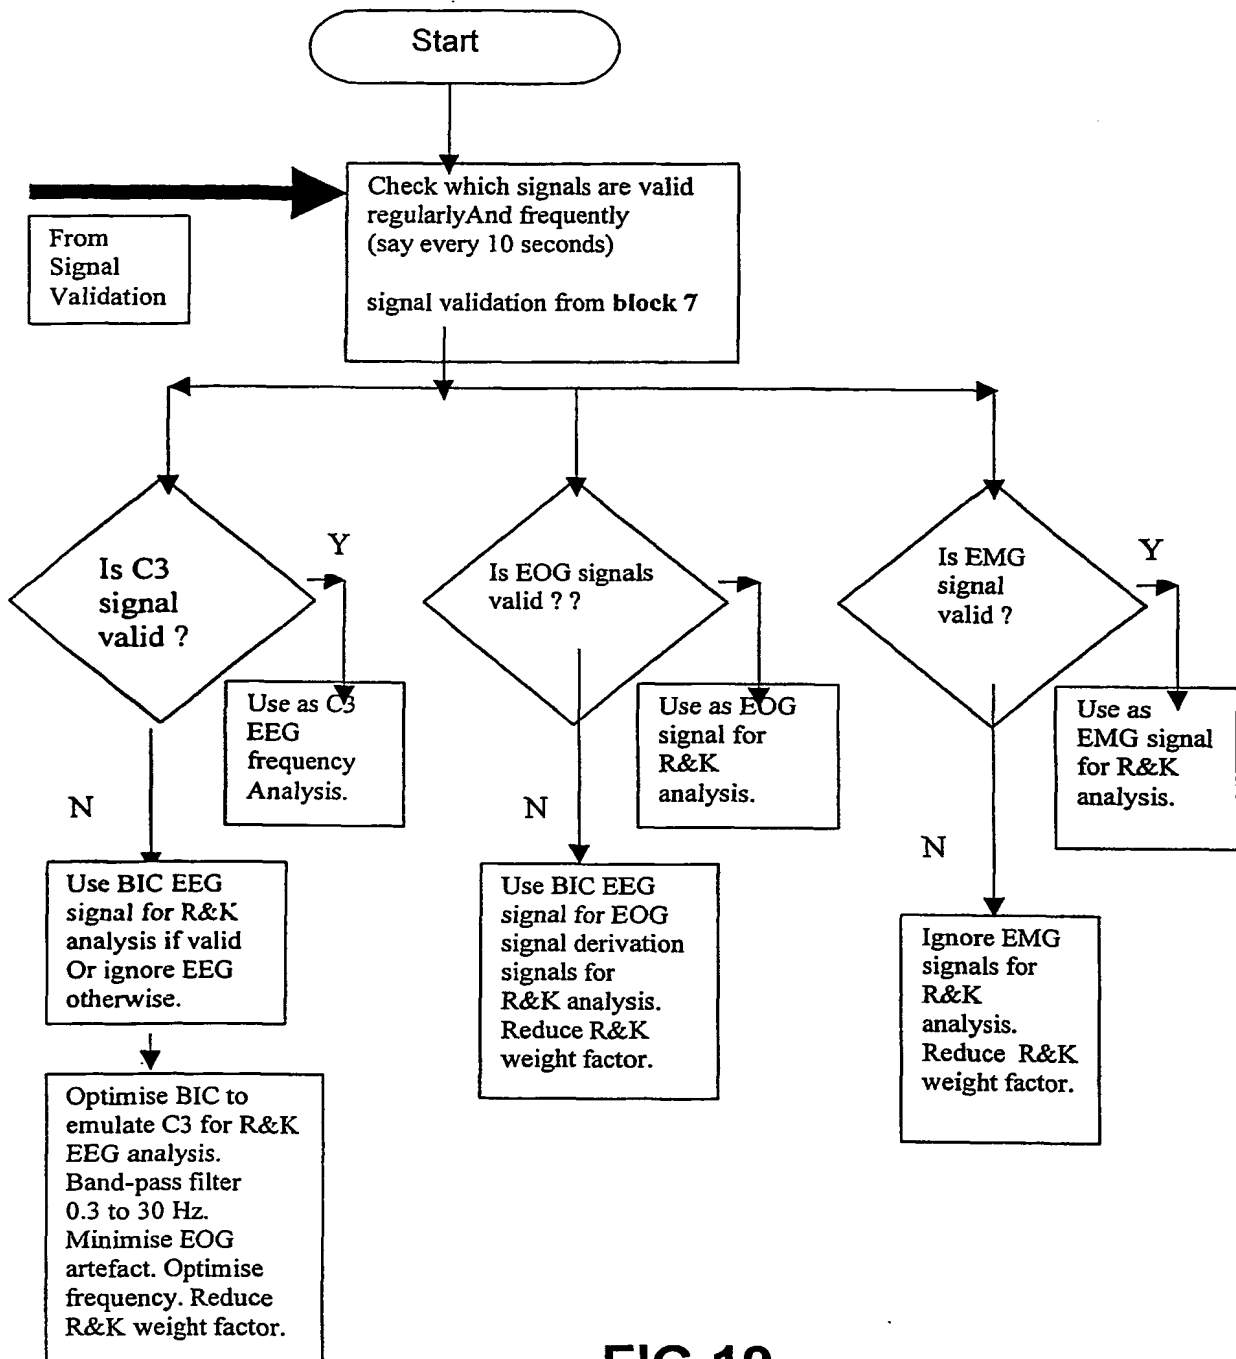 Start
Check which signals are valid
regularlyAnd frequently
(say every 10 seconds)
signal validation from block 7
From
Signal
Validation
Is C3
signal
valid ?
Y
Use as C3
EEG
frequency
Analysis.
N
Use BIC EEG
signal for R&K
analysis if valid
Or ignore EEG
otherwise.
Optimise BIC to
emulate C3 for R&K
EEG analysis.
Band-pass filter
0.3 to 30 Hz.
Minimise EOG
artefact. Optimise
frequency. Reduce
R&K weight factor.
Is EOG signals
valid ? ?
Use as EOG
signal for
R&K
analysis.
N
Use BIC EEG
signal for EOG
signal derivation
signals for
R&K analysis.
Reduce R&K
weight factor.
Is EMG
signal
valid ?
Y
Use as
EMG signal
for R&K
analysis.
N
Ignore EMG
signals for
R&K
analysis.
Reduce R&K
weight factor.